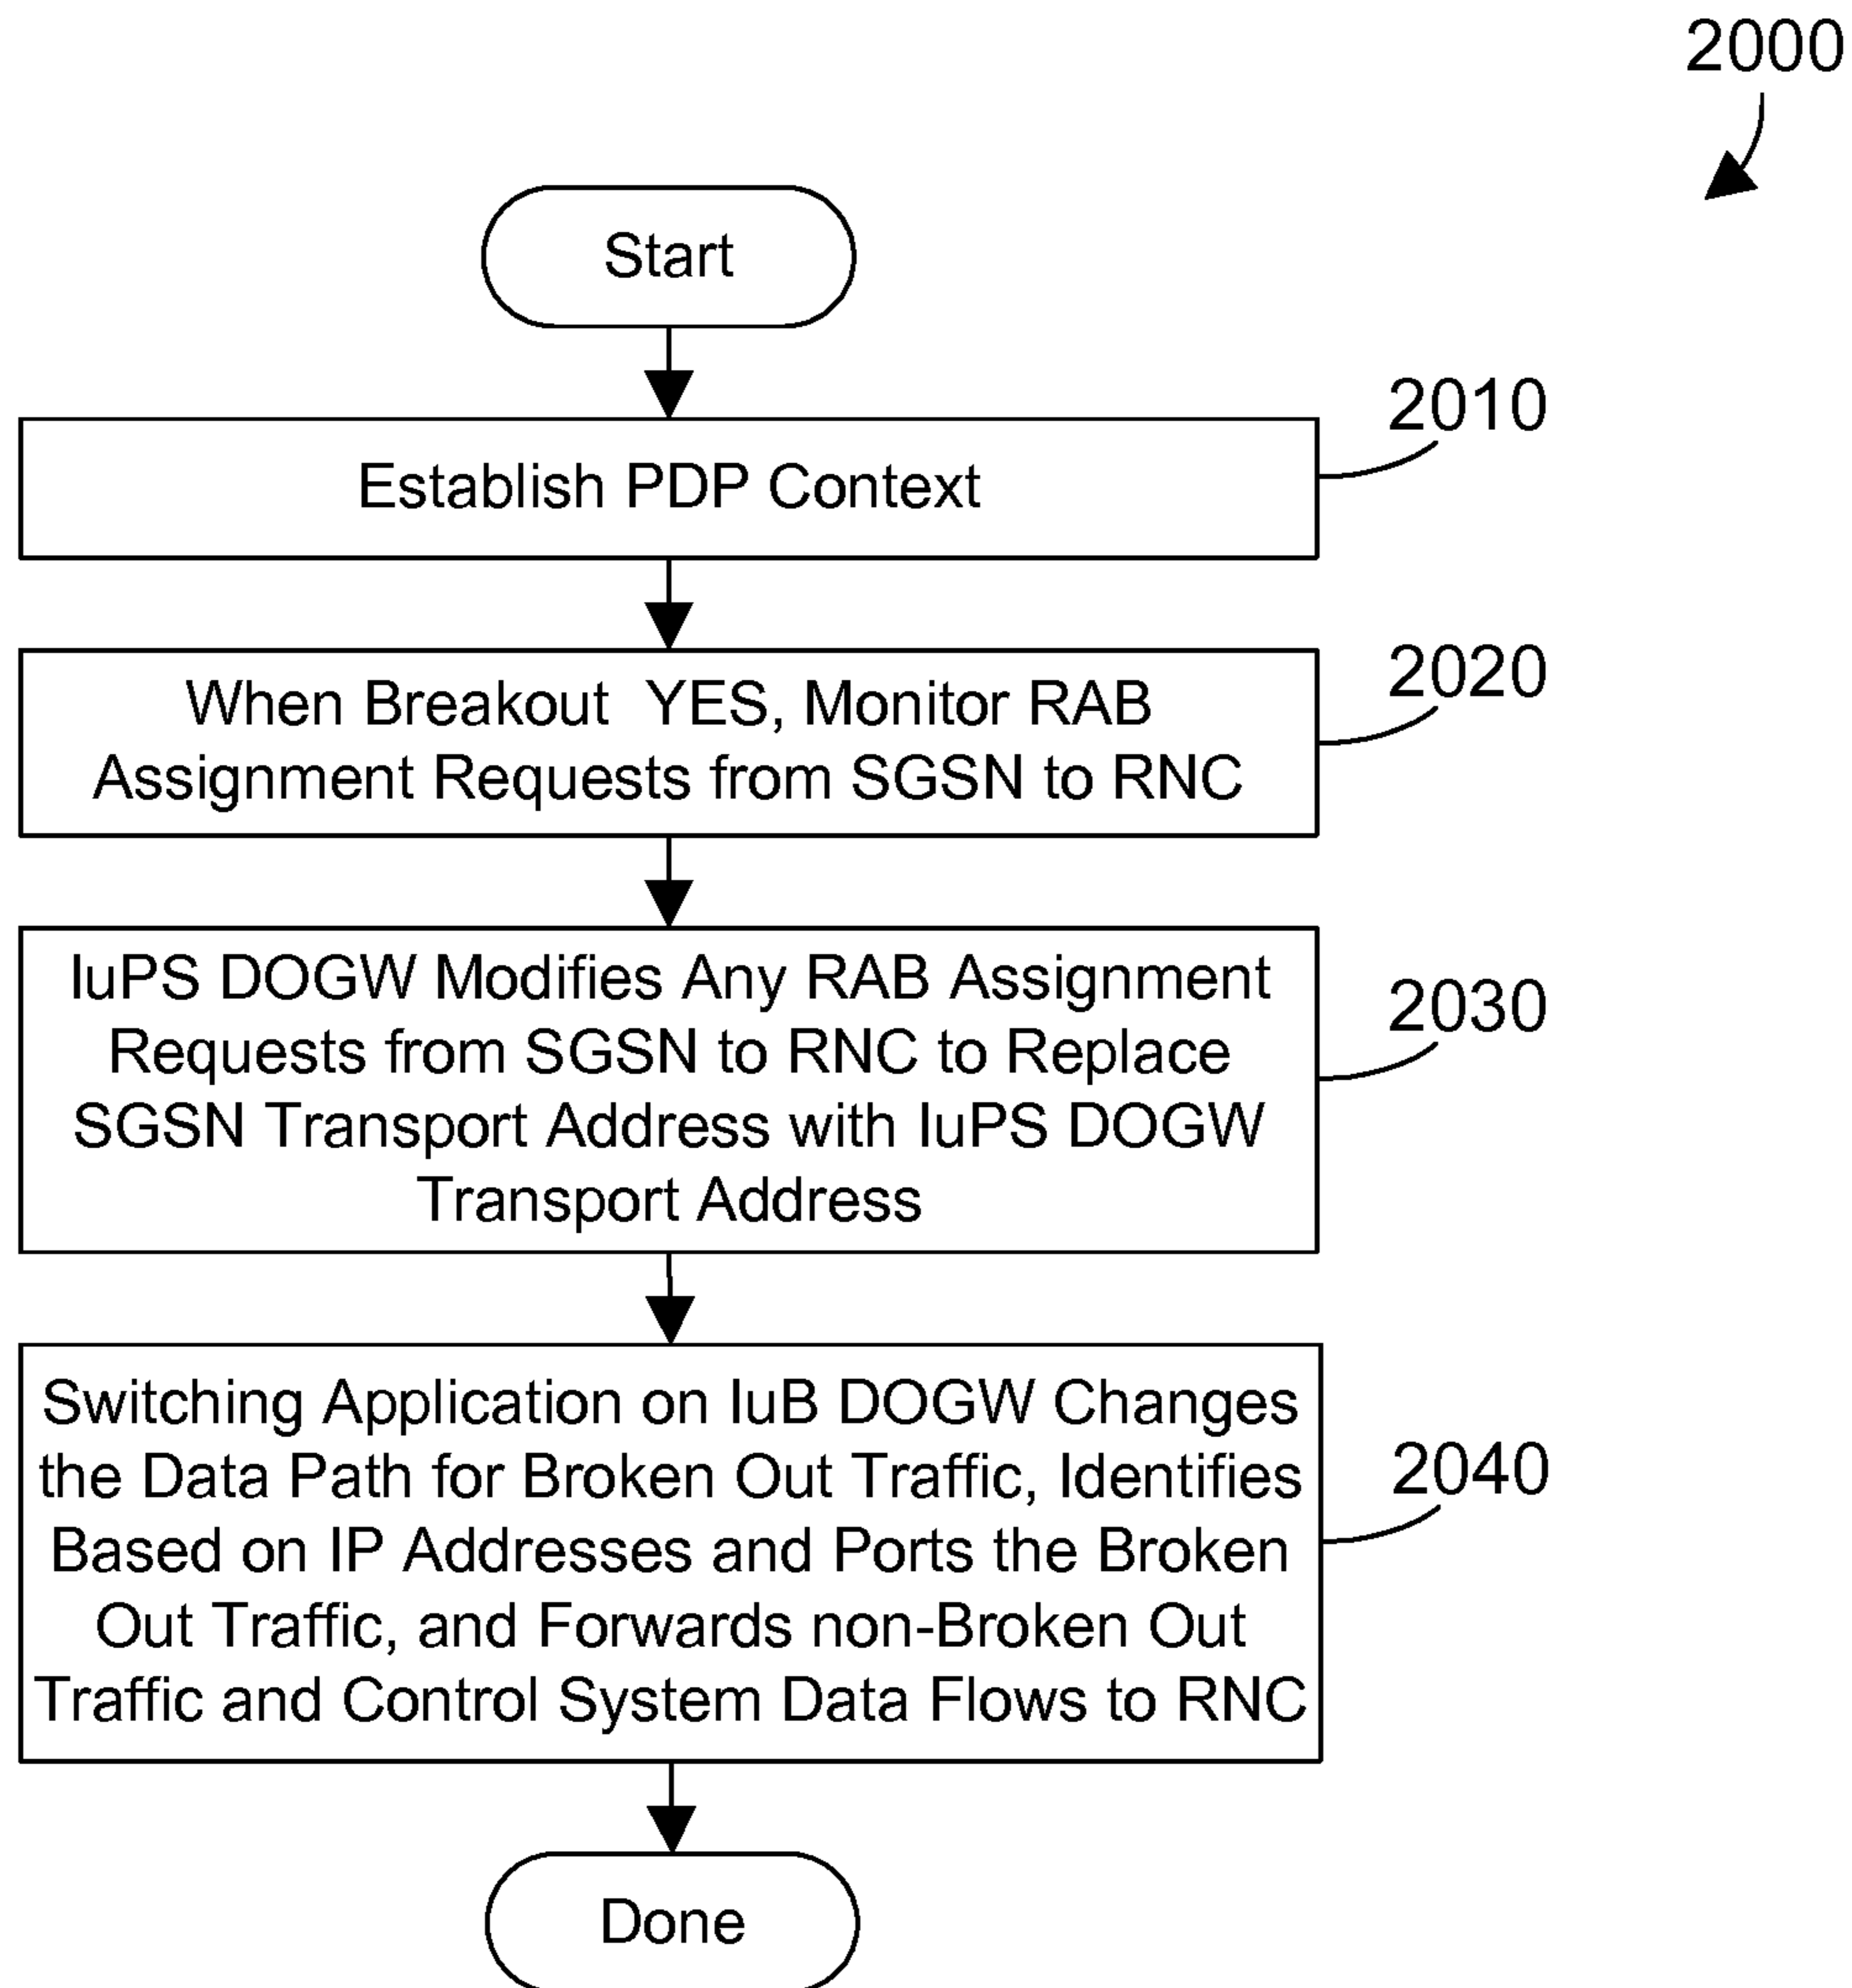 2000
Start
2010
Establish PDP Context
2020
When Breakout YES, Monitor RAB
Assignment Requests from SGSN to RNC
2030
IuPS DOGW Modifies Any RAB Assignment
Requests from SGSN to RNC to Replace
SGSN Transport Address with IuPS DOGW
Transport Address
2040
Switching Application on IuB DOGW Changes
the Data Path for Broken Out Traffic, Identifies
Based on IP Addresses and Ports the Broken
Out Traffic, and Forwards non-Broken Out
Traffic and Control System Data Flows to RNC
Done